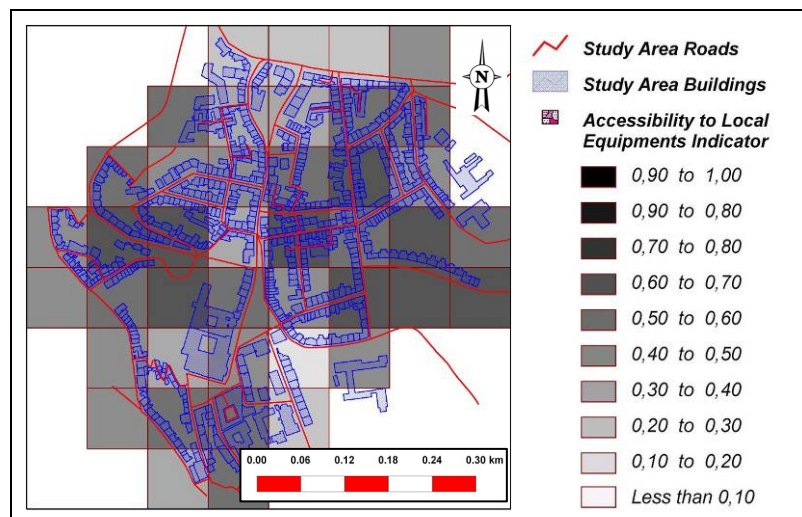 N
Study Area Roads
Study Area Buildings
Accessibility to Local
Equipments Indicator
0,90 to 1,00
0,90 to 0,80
0,70 to 0,80
0,60 to 0,70
0,50 to 0,60
0,40 to 0,50
0,30 to 0,40
0,20 to 0,30
0,10 to 0,20
Less than 0,10
0.00 0.06 0.12 0.18 0.24 0.30 km